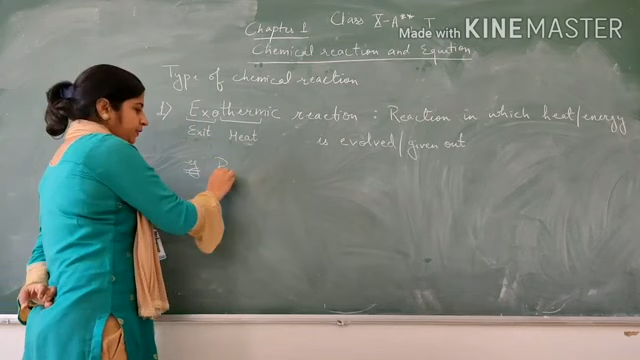 Chapter 1 Class X-A** T
Made with KINEMASTER
Chemical reaction and Equation
Type of chemical reaction
1) Exothermic reaction : Reaction in which heat/energy
Exit Heat is evolved/given out
eg D